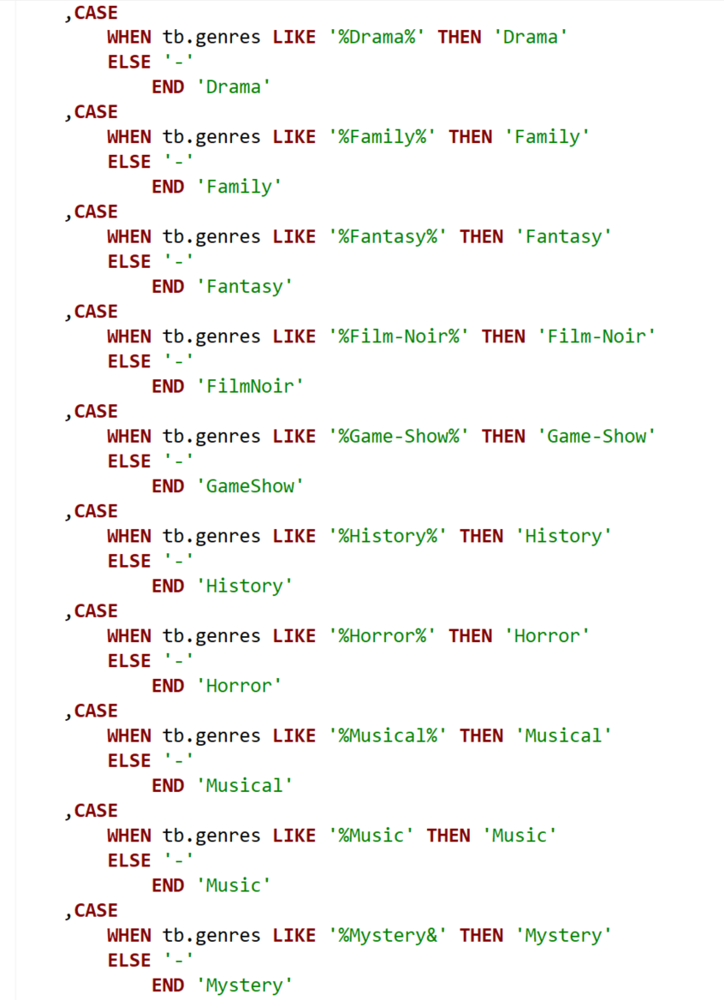 ,CASE
WHEN tb.genres LIKE '%Drama%' THEN 'Drama'
ELSE '-'
END 'Drama'
,CASE
WHEN tb.genres LIKE '%Family%' THEN 'Family'
ELSE '-'
END 'Family'
,CASE
WHEN tb.genres LIKE '%Fantasy%' THEN 'Fantasy'
ELSE '-'
END 'Fantasy'
,CASE
WHEN tb.genres LIKE '%Film-Noir%' THEN 'Film-Noir'
ELSE '-'
END 'FilmNoir'
,CASE
WHEN tb.genres LIKE '%Game-Show%' THEN 'Game-Show'
ELSE '-'
END 'GameShow'
,CASE
WHEN tb.genres LIKE '%History%' THEN 'History'
ELSE '-'
END 'History'
,CASE
WHEN tb.genres LIKE '%Horror%' THEN 'Horror'
ELSE '-'
END 'Horror'
,CASE
WHEN tb.genres LIKE '%Musical%' THEN 'Musical'
ELSE '-'
END 'Musical'
,CASE
WHEN tb.genres LIKE '%Music' THEN 'Music'
ELSE '-'
END 'Music'
,CASE
WHEN tb.genres LIKE '%Mystery&' THEN 'Mystery'
ELSE '-'
END 'Mystery'